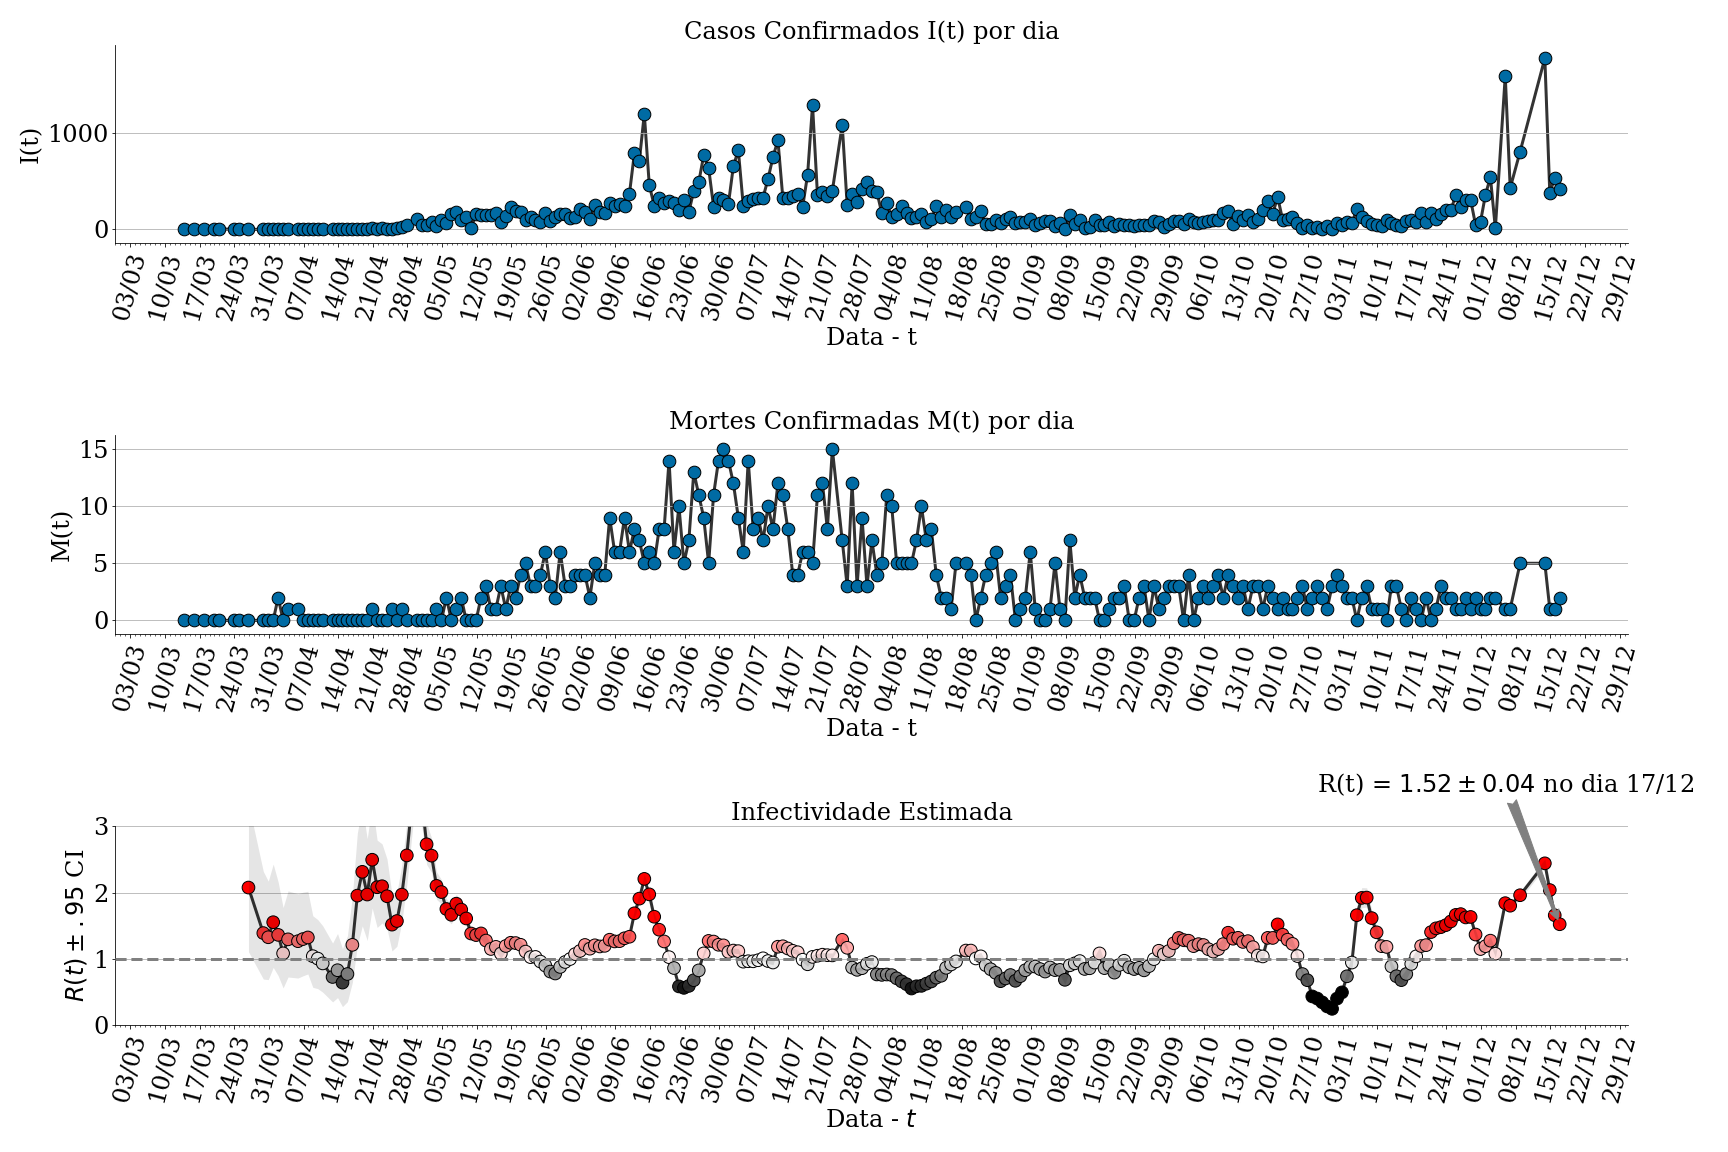 Casos Confirmados I(t) por dia
I(t)
1000
0
03/03 10/03 17/03 24/03 31/03 07/04 14/04 21/04 28/04 05/05 12/05 19/05 26/05 02/06 09/06 16/06 23/06 30/06 07/07 14/07 21/07 28/07 04/08 11/08 18/08 25/08 01/09 08/09 15/09 22/09 29/09 06/10 13/10 20/10 27/10 03/11 10/11 17/11 24/11 01/12 08/12 15/12 22/12 29/12
Data - t
Mortes Confirmadas M(t) por dia
M(t)
15
10
5
0
03/03 10/03 17/03 24/03 31/03 07/04 14/04 21/04 28/04 05/05 12/05 19/05 26/05 02/06 09/06 16/06 23/06 30/06 07/07 14/07 21/07 28/07 04/08 11/08 18/08 25/08 01/09 08/09 15/09 22/09 29/09 06/10 13/10 20/10 27/10 03/11 10/11 17/11 24/11 01/12 08/12 15/12 22/12 29/12
Data - t
R(t) = 1.52 ± 0.04 no dia 17/12
Infectividade Estimada
R(t) ± .95 CI
3
2
1
0
03/03 10/03 17/03 24/03 31/03 07/04 14/04 21/04 28/04 05/05 12/05 19/05 26/05 02/06 09/06 16/06 23/06 30/06 07/07 14/07 21/07 28/07 04/08 11/08 18/08 25/08 01/09 08/09 15/09 22/09 29/09 06/10 13/10 20/10 27/10 03/11 10/11 17/11 24/11 01/12 08/12 15/12 22/12 29/12
Data - t